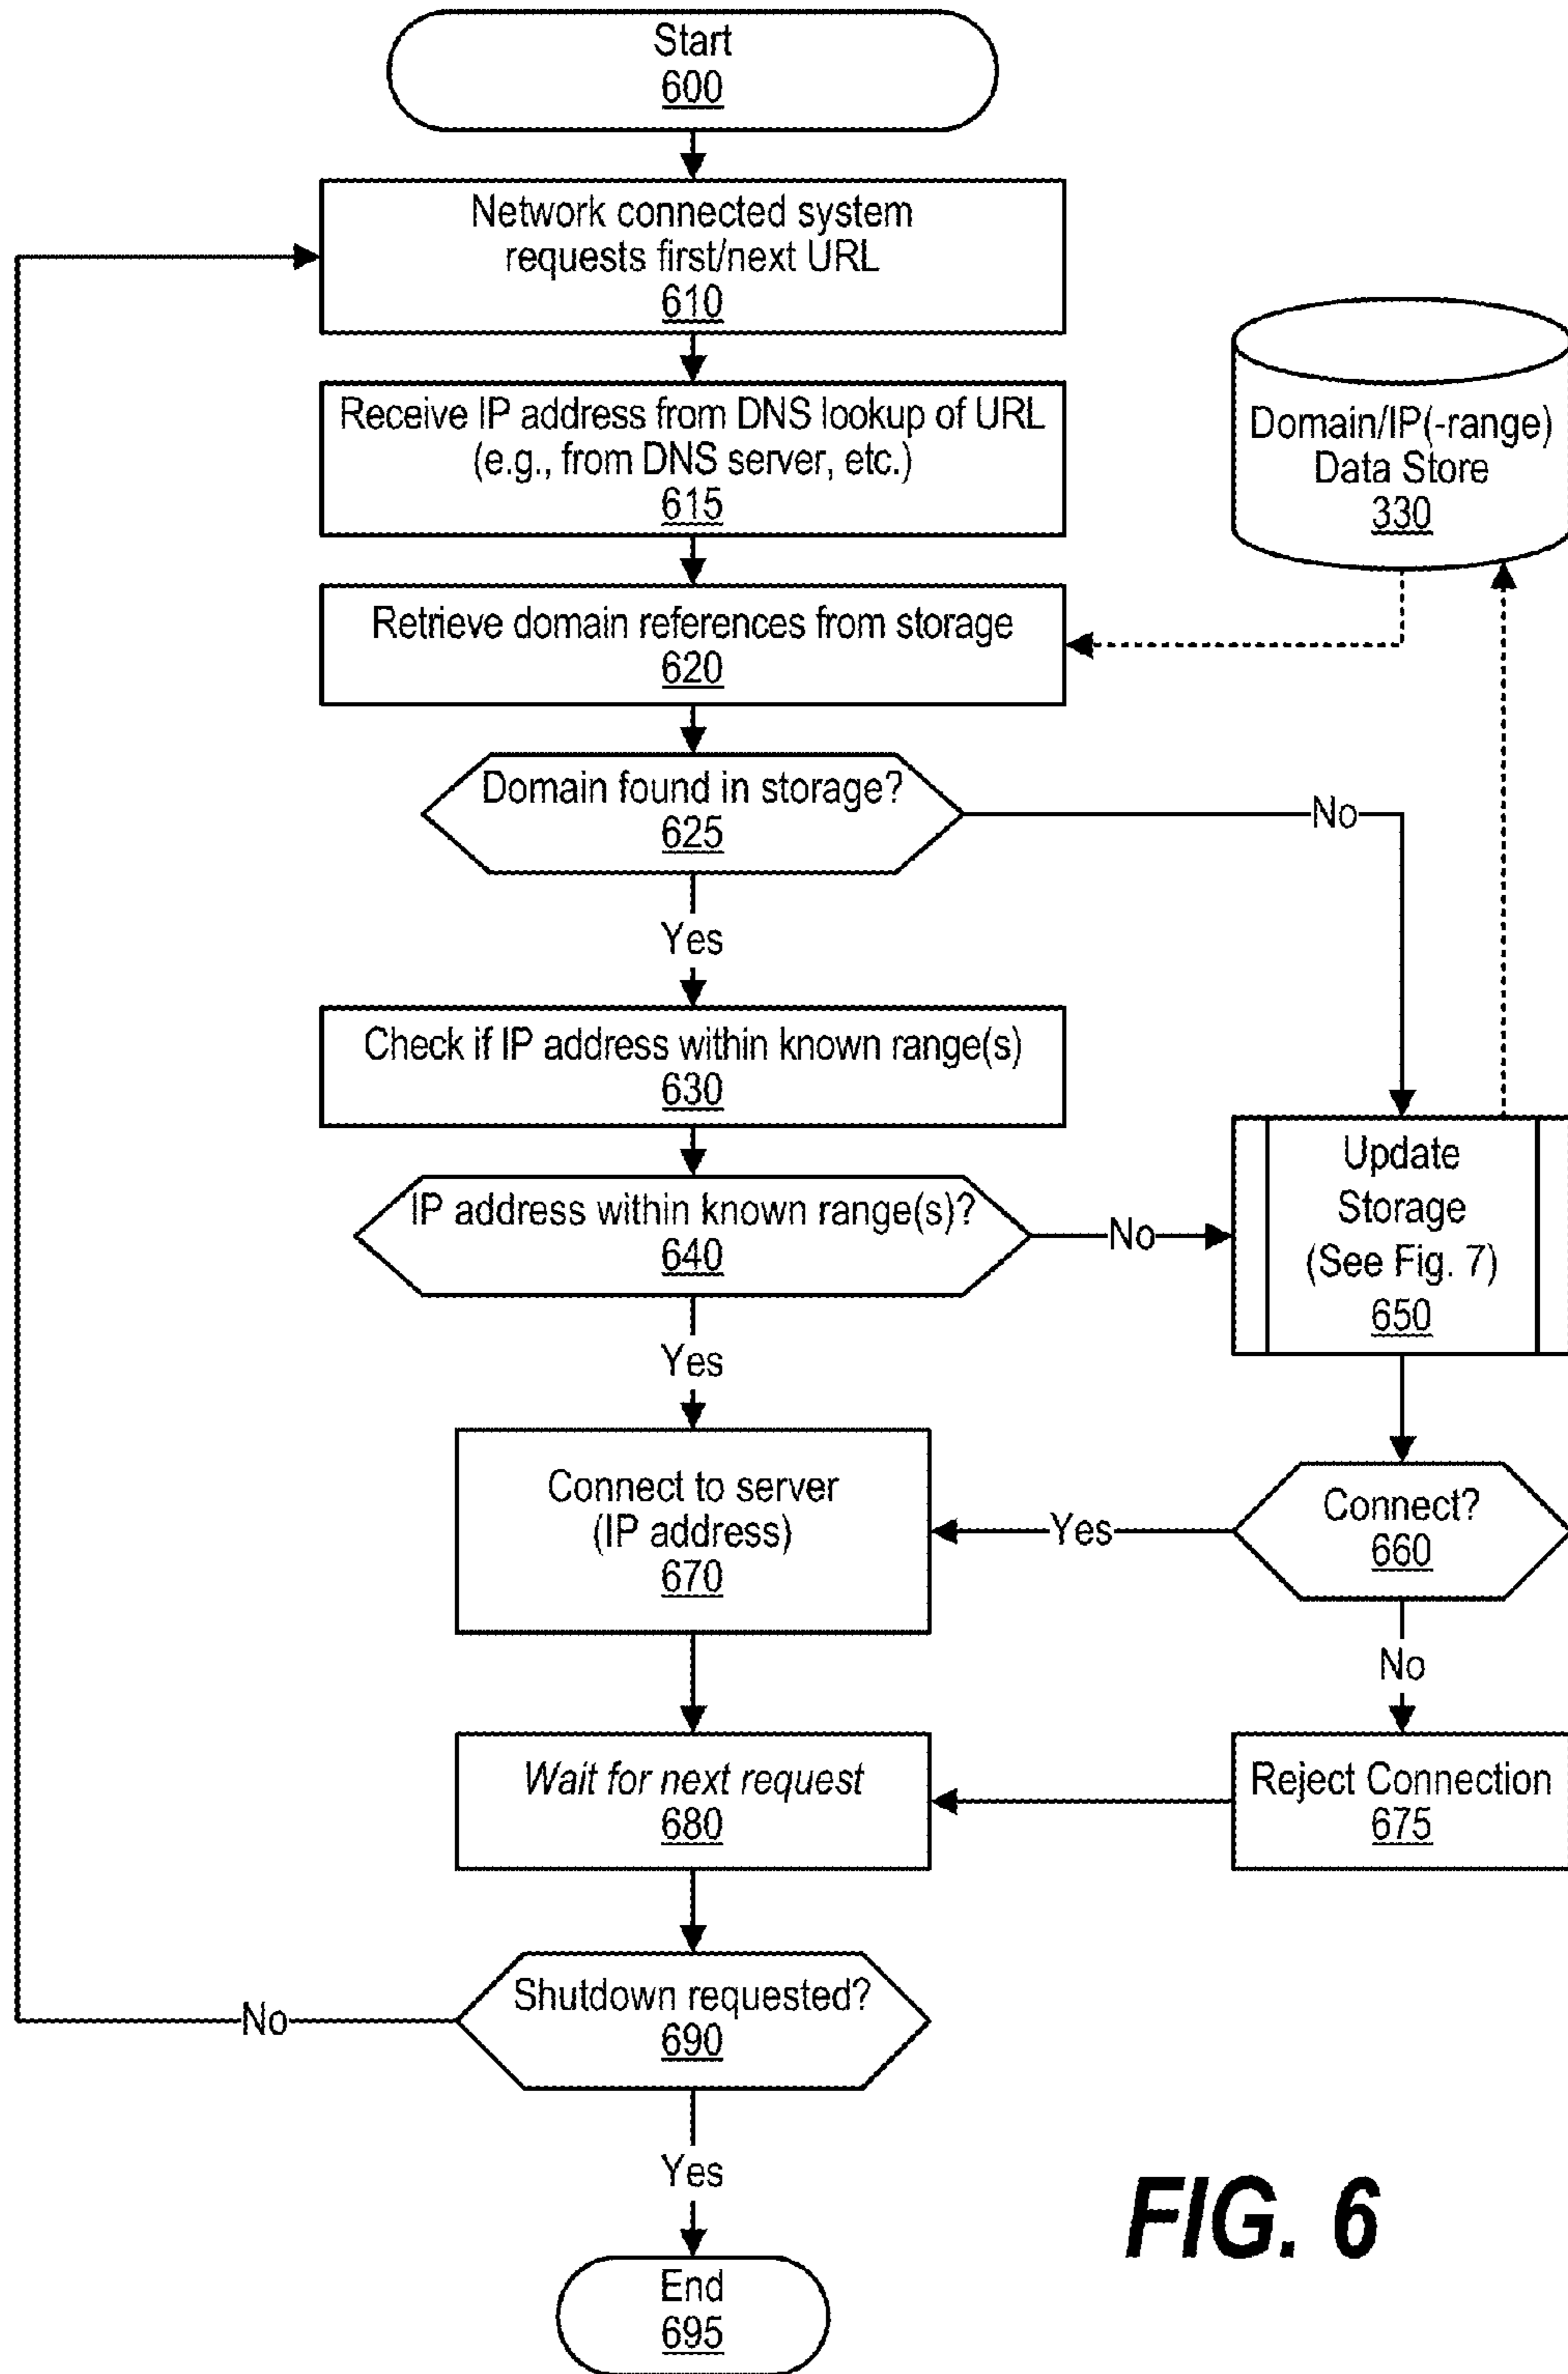 Start
600
Network connected system
requests first/next URL
610
Receive IP address from DNS lookup of URL
(e.g., from DNS server, etc.)
615
Domain/IP(-range)
Data Store
330
Retrieve domain references from storage
620
Domain found in storage?
625
No
Yes
Check if IP address within known range(s)
630
IP address within known range(s)?
640
No
Update
Storage
(See Fig. 7)
650
Yes
Connect to server
(IP address)
670
Yes
Connect?
660
No
Wait for next request
680
Reject Connection
675
Shutdown requested?
690
No
Yes
End
695
FIG. 6